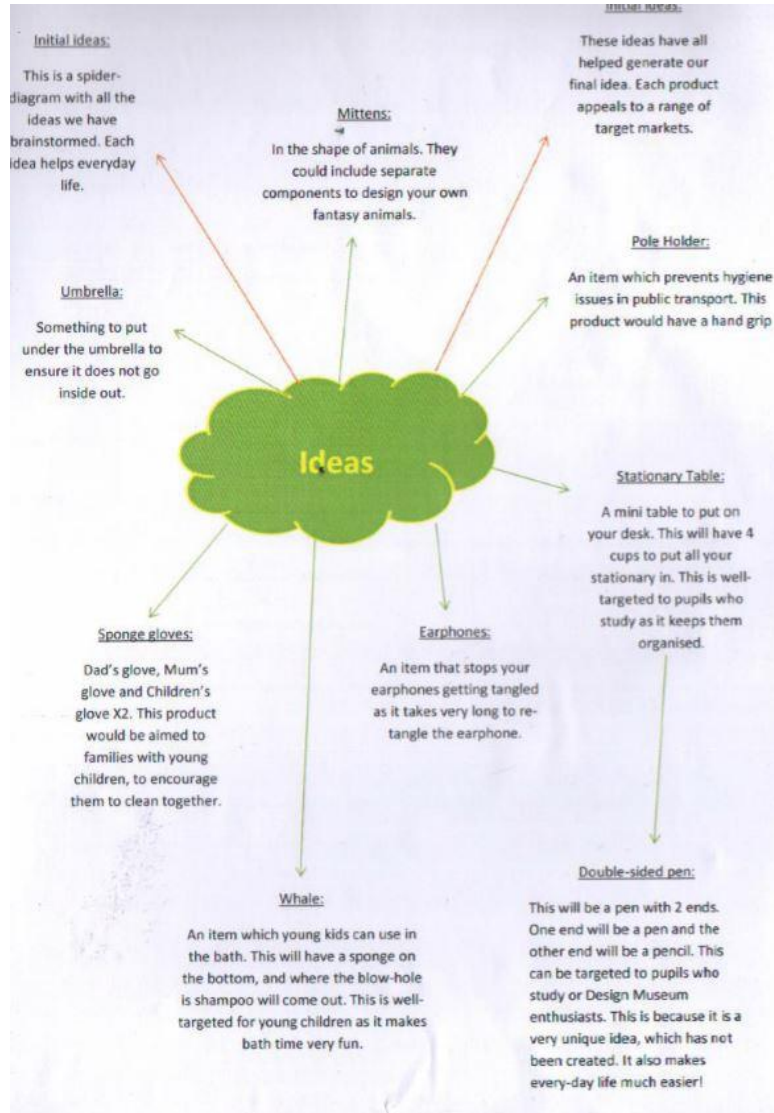 Initial ideas:
This is a spider-
diagram with all the
ideas we have
brainstormed. Each
idea helps everyday
life.
Initial ideas:
These ideas have all
helped generate our
final idea. Each product
appeals to a range of
target markets.
Mittens:
In the shape of animals. They
could include separate
components to design your own
fantasy animals.
Pole Holder:
An item which prevents hygiene
issues in public transport. This
product would have a hand grip
Umbrella:
Something to put
under the umbrella to
ensure it does not go
inside out.
Ideas
Stationary Table:
A mini table to put on
your desk. This will have 4
cups to put all your
stationary in. This is well-
targeted to pupils who
study as it keeps them
organised.
Sponge gloves:
Dad's glove, Mum's
glove and Children's
glove X2. This product
would be aimed to
families with young
children, to encourage
them to clean together.
Earphones:
An item that stops your
earphones getting tangled
as it takes very long to re-
tangle the earphone.
Whale:
An item which young kids can use in
the bath. This will have a sponge on
the bottom, and where the blow-hole
is shampoo will come out. This is well-
targeted for young children as it makes
bath time very fun.
Double-sided pen:
This will be a pen with 2 ends.
One end will be a pen and the
other end will be a pencil. This
can be targeted to pupils who
study or Design Museum
enthusiasts. This is because it is a
very unique idea, which has not
been created. It also makes
every-day life much easier!